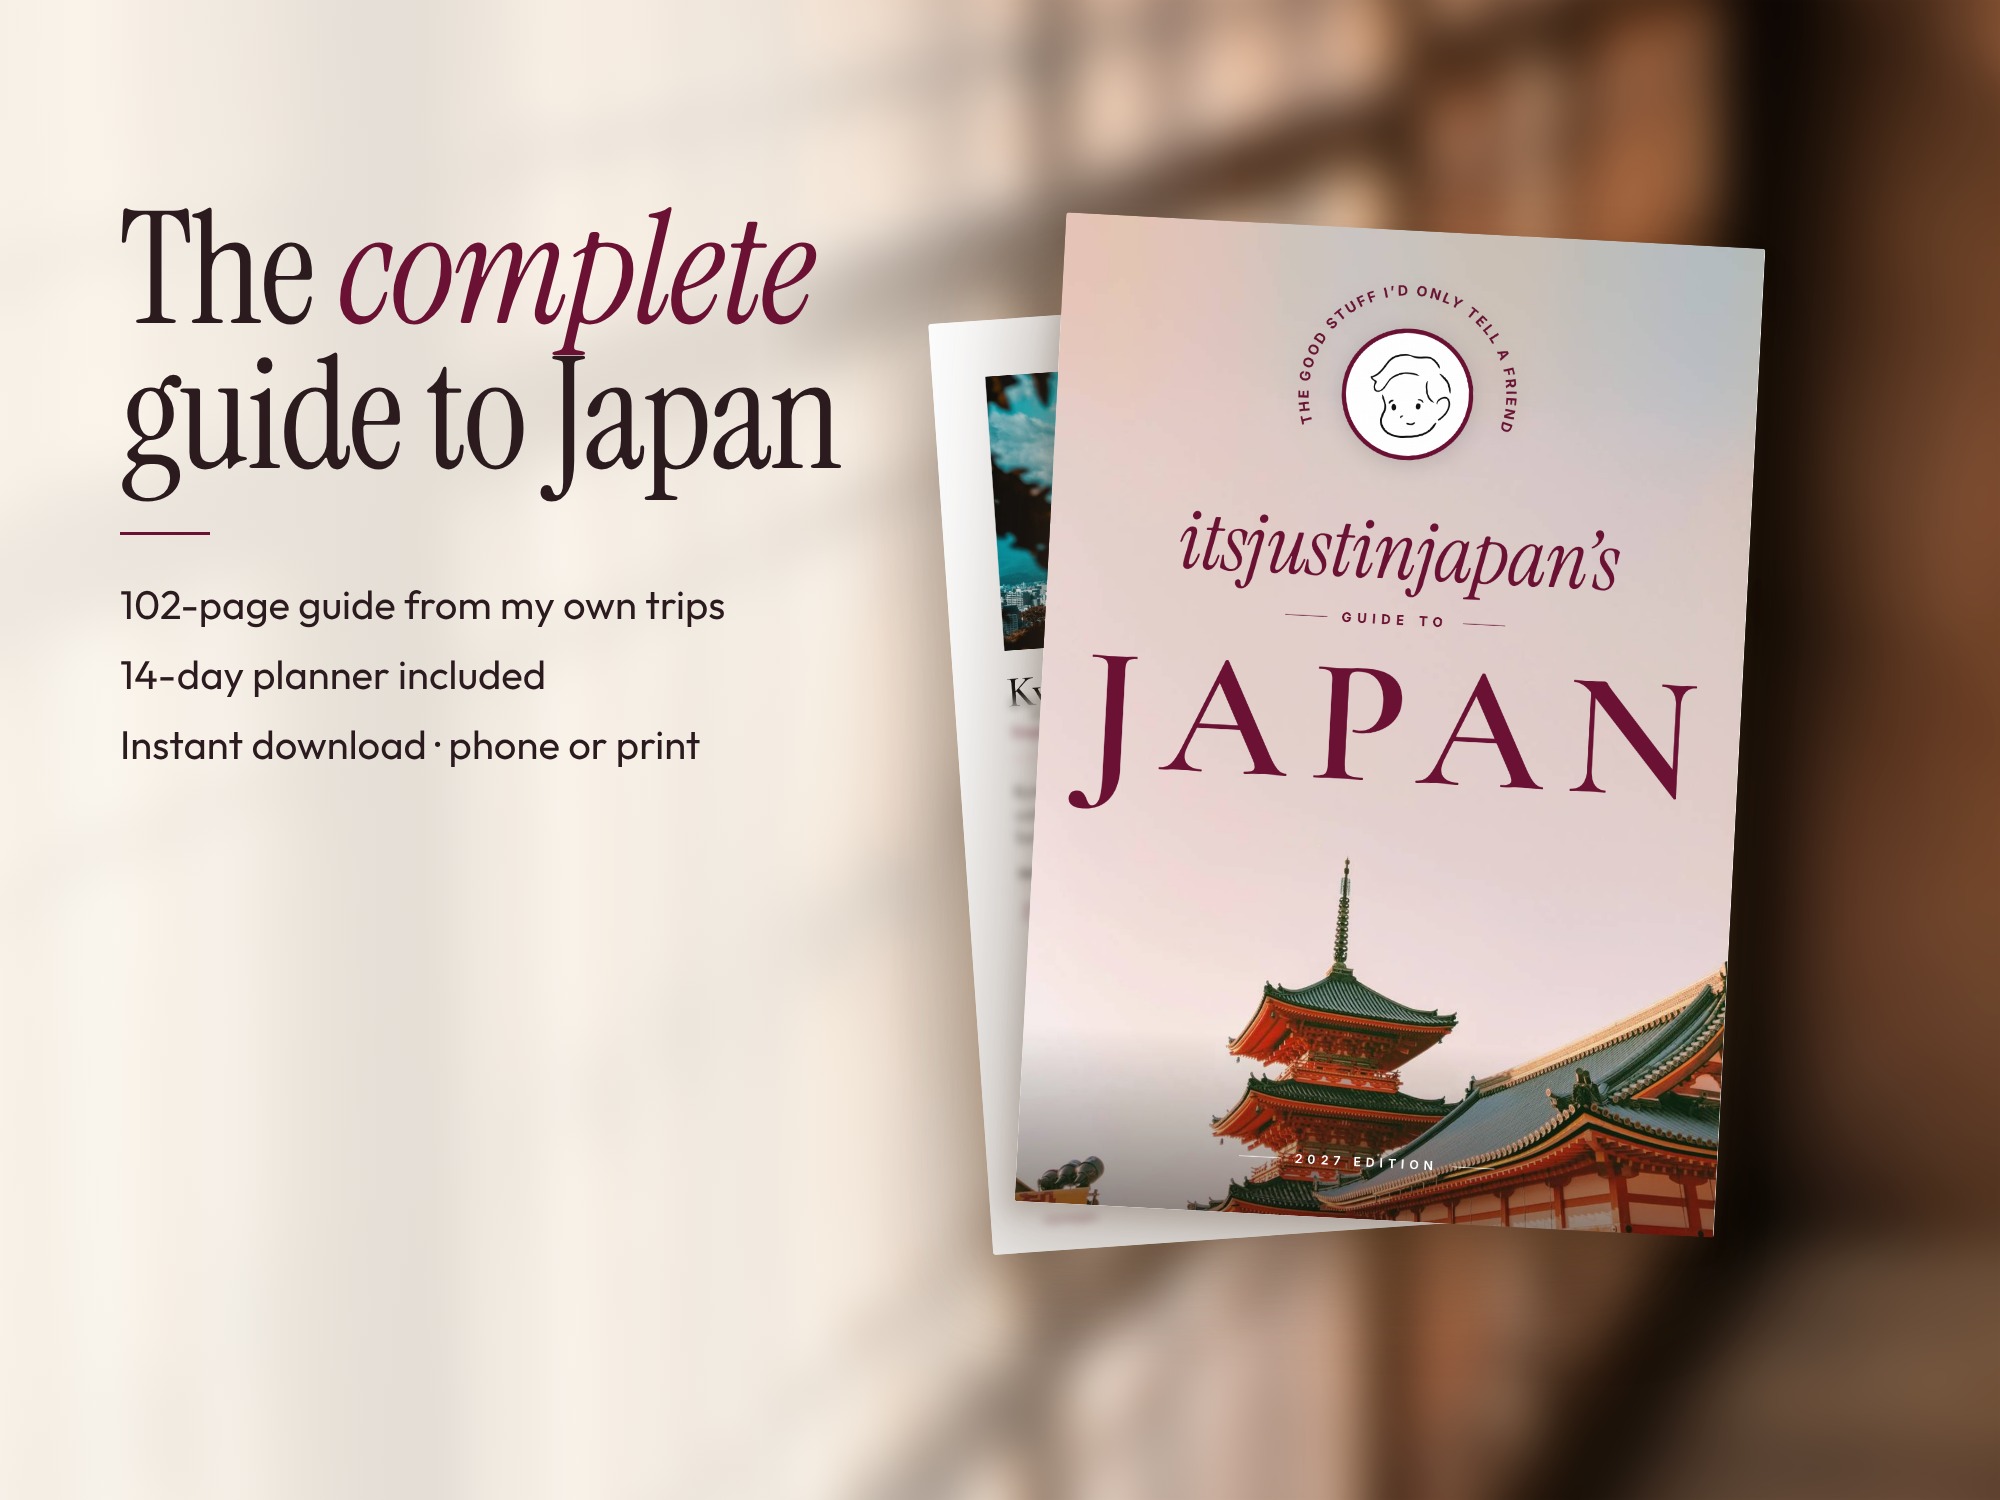 The complete
guide to Japan
102-page guide from my own trips
14-day planner included
Instant download · phone or print
THE GOOD STUFF I'D ONLY TELL A FRIEND
itsjustinjapan's
GUIDE TO
JAPAN
2027 EDITION